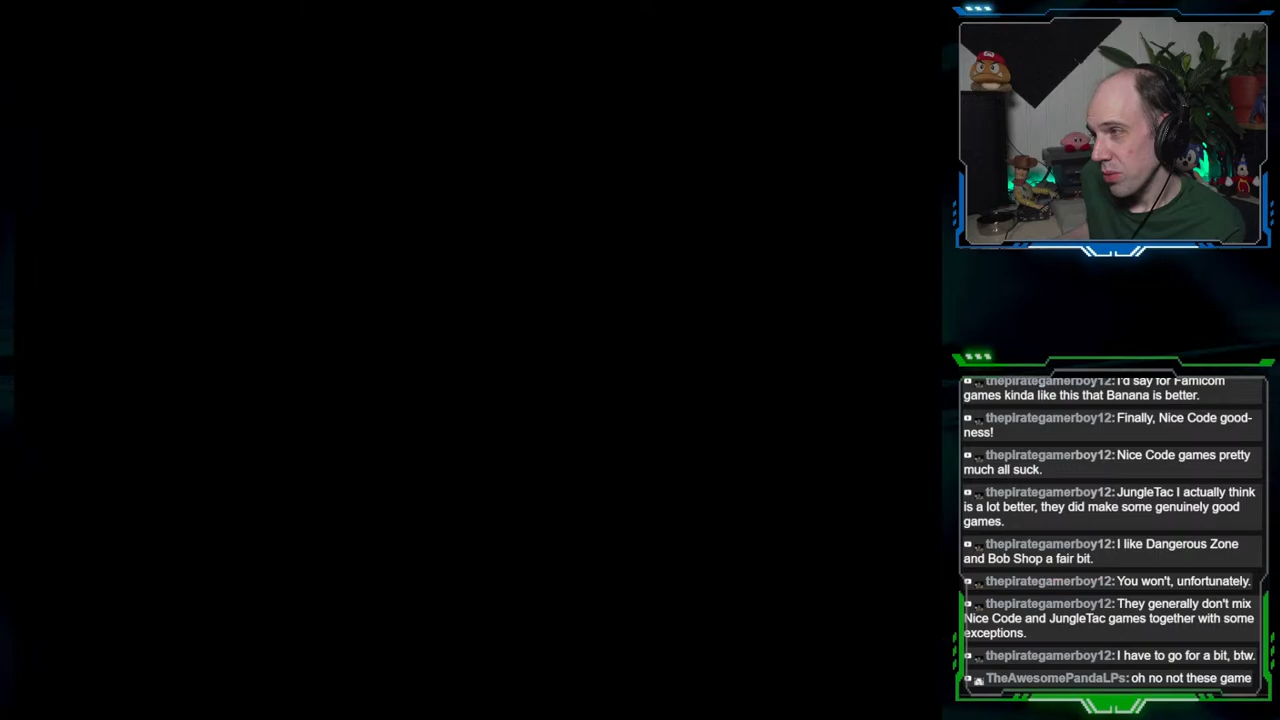 thepirategamerboy12: I'd say for Famicom
games kinda like this that Banana is better.
thepirategamerboy12: Finally, Nice Code good-
ness!
thepirategamerboy12: Nice Code games pretty
much all suck.
thepirategamerboy12: JungleTac I actually think
is a lot better, they did make some genuinely good
games.
thepirategamerboy12: I like Dangerous Zone
and Bob Shop a fair bit.
thepirategamerboy12: You won't, unfortunately.
thepirategamerboy12: They generally don't mix
Nice Code and JungleTac games together with some
exceptions.
thepirategamerboy12: I have to go for a bit, btw.
TheAwesomePandaLPs: oh no not these game